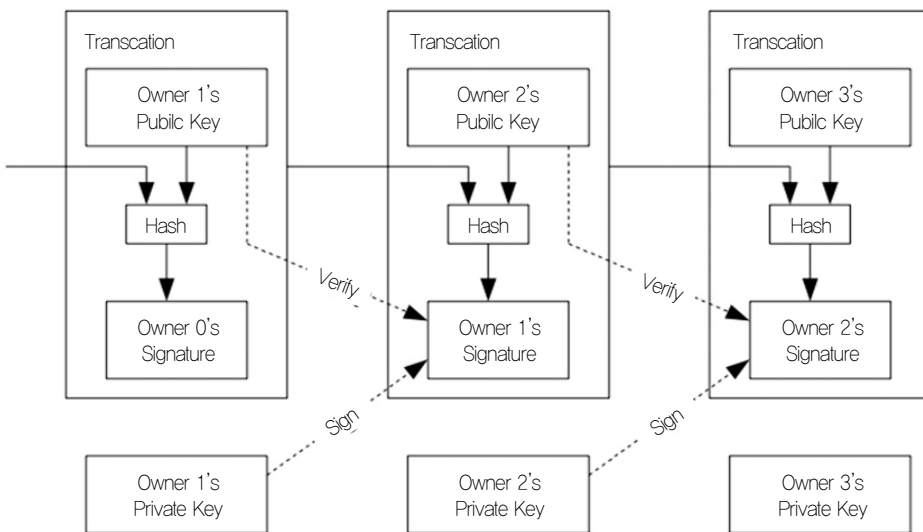 Transcation
Transcation
Transcation
Owner 1's
Pubilc Key
Owner 2's
Pubilc Key
Owner 3's
Pubilc Key
Hash
Hash
Hash
Verify
Verify
Owner 0's
Signature
Owner 1's
Signature
Owner 2's
Signature
Sign
Sign
Owner 1's
Private Key
Owner 2's
Private Key
Owner 3's
Private Key